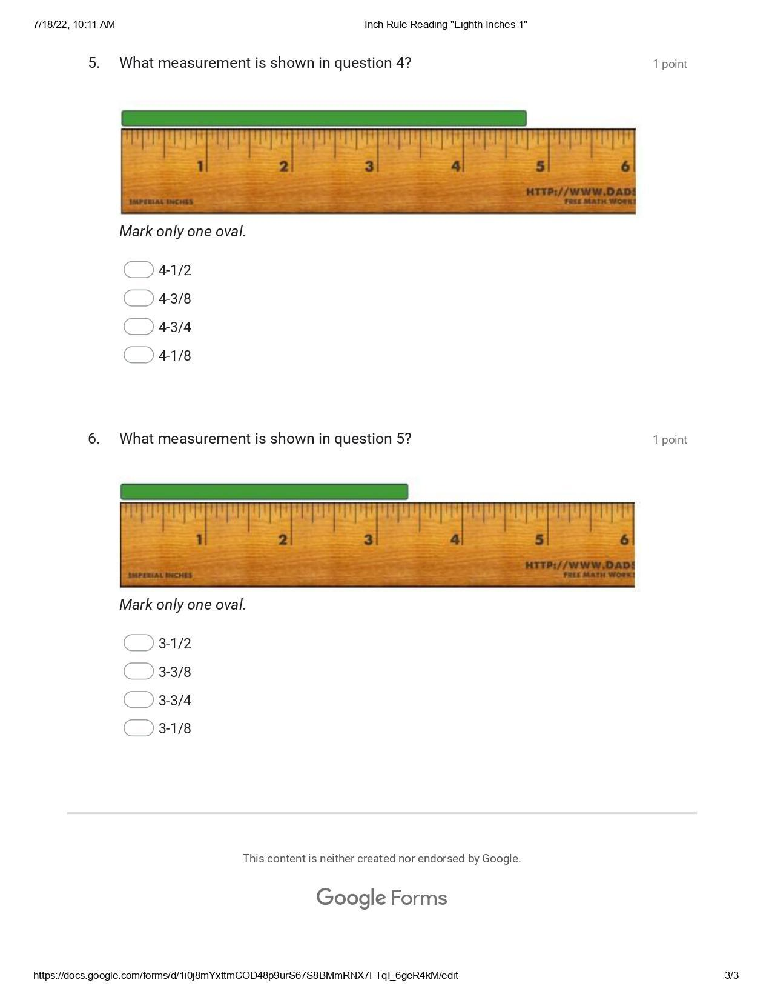 7/18/22, 10:11 AM Inch Rule Reading "Eighth Inches 1"
5. What measurement is shown in question 4? 1 point
1 2 3 4 5 6
HTTP://WWW.DADS
IMPERIAL INCHES FREE MATH WORKS
Mark only one oval.
4-1/2
4-3/8
4-3/4
4-1/8
6. What measurement is shown in question 5? 1 point
1 2 3 4 5 6
HTTP://WWW.DADS
IMPERIAL INCHES FREE MATH WORKS
Mark only one oval.
3-1/2
3-3/8
3-3/4
3-1/8
This content is neither created nor endorsed by Google.
Google Forms
https://docs.google.com/forms/d/1i0j8mYxttmCOD48p9urS67S8BMmRNX7FTqI_6geR4kM/edit 3/3